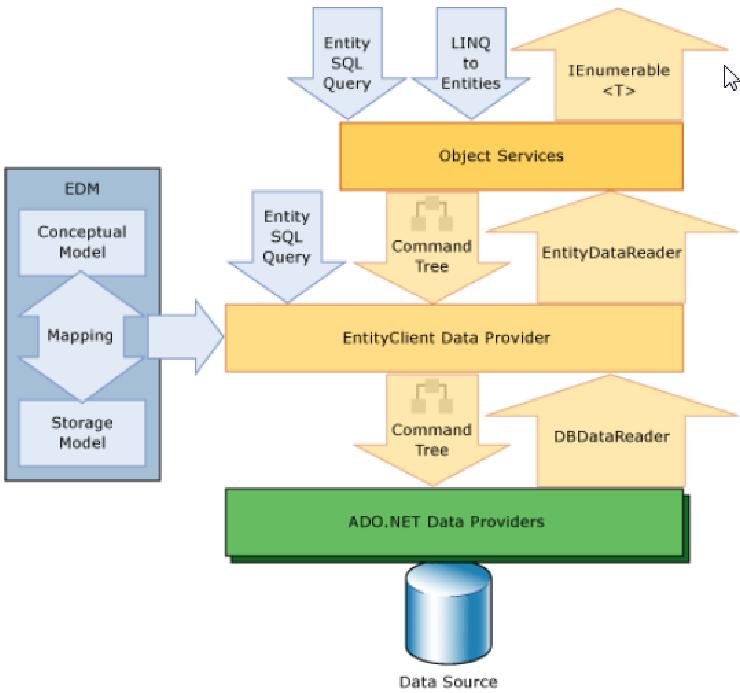 Entity
SQL
Query
LINQ
to
Entities
IEnumerable
<T>
Object Services
EDM
Conceptual
Model
Mapping
Storage
Model
Entity
SQL
Query
Command
Tree
EntityDataReader
EntityClient Data Provider
Command
Tree
DBDataReader
ADO.NET Data Providers
Data Source